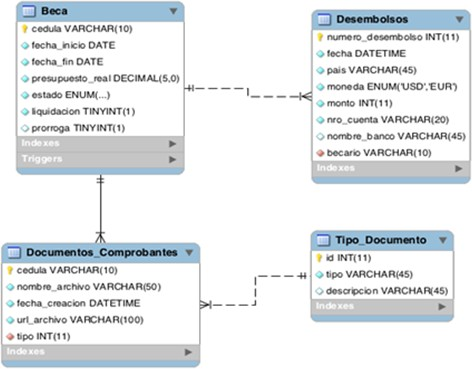 Beca
cedula VARCHAR(10)
fecha_inicio DATE
fecha_fin DATE
presupuesto_real DECIMAL(5,0)
estado ENUM(...)
liquidacion TINYINT(1)
prorroga TINYINT(1)
Indexes
Triggers
Desembolsos
numero_desembolso INT(11)
fecha DATETIME
pais VARCHAR(45)
moneda ENUM('USD','EUR')
monto INT(11)
nro_cuenta VARCHAR(20)
nombre_banco VARCHAR(45)
becario VARCHAR(10)
Indexes
Documentos_Comprobantes
cedula VARCHAR(10)
nombre_archivo VARCHAR(50)
fecha_creacion DATETIME
url_archivo VARCHAR(100)
tipo INT(11)
Indexes
Tipo_Documento
id INT(11)
tipo VARCHAR(45)
descripcion VARCHAR(45)
Indexes